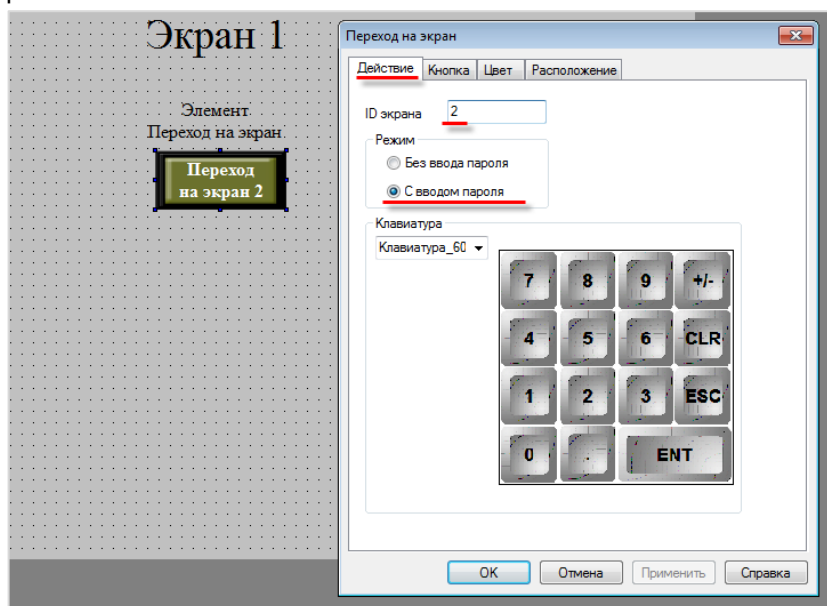 Экран 1
Элемент
Переход на экран
Переход
на экран 2
Переход на экран
Действие Кнопка Цвет Расположение
ID экрана 2
Режим
Без ввода пароля
С вводом пароля
Клавиатура
Клавиатура_60
7 8 9 +/-
4 5 6 CLR
1 2 3 ESC
0 . ENT
OK Отмена Применить Справка